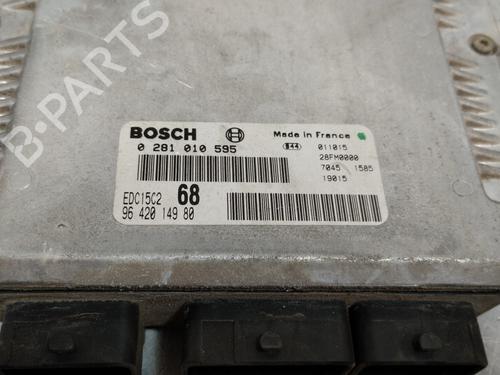 B-PARTS
BOSCH
Made in France
0 281 010 595
011015
28FM0000
7045 1585
19015
EDC15C2 68
96 420 149 80